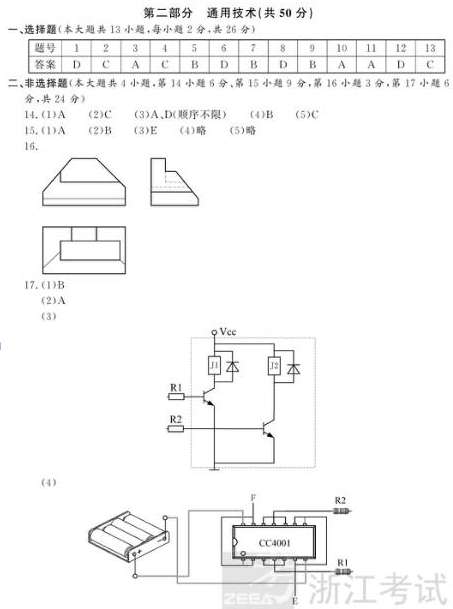 第二部分 通用技术(共50分)
一、选择题(本大题共13小题,每小题2分,共26分)
题号 1 2 3 4 5 6 7 8 9 10 11 12 13
答案 D C A C B D B D B A A D C
二、非选择题(本大题共4小题,第14小题6分、第15小题9分,第16小题3分,第17小题6
分,共24分)
14.(1)A (2)C (3)A、D(顺序不限) (4)B (5)C
15.(1)A (2)B (3)E (4)略 (5)略
16.
17.(1)B
(2)A
(3)
Vcc
J1 J2
R1
R2
(4)
F
R2
CC4001
R1
E
ZEEA 浙江考试